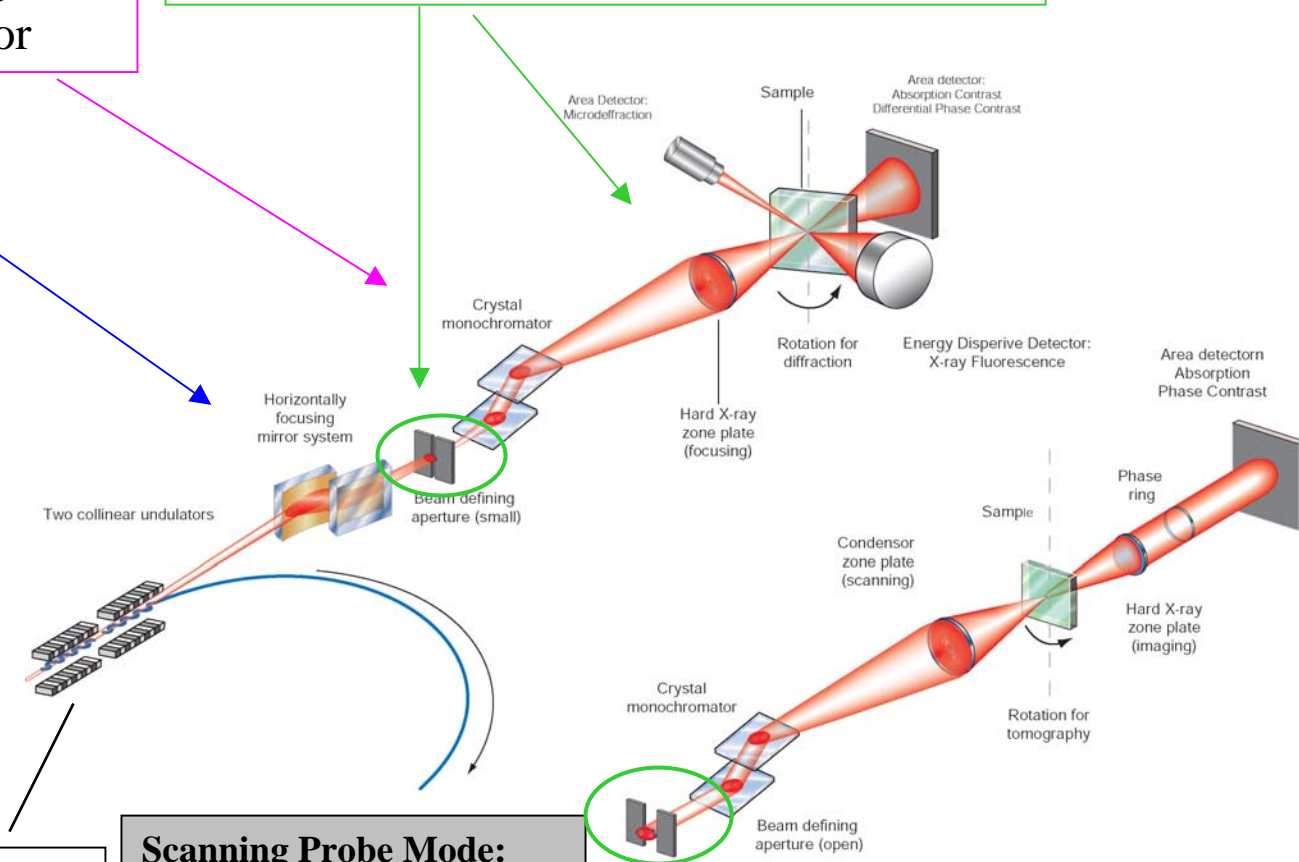 or
Area Detector:
Microdeffraction
Sample
Area detector:
Absorption Contrast
Differential Phase Contrast
Crystal
monochromator
Rotation for
diffraction
Energy Disperive Detector:
X-ray Fluorescence
Hard X-ray
zone plate
(focusing)
Horizontally
focusing
mirror system
Beam defining
aperture (small)
Two collinear undulators
Area detectorn
Absorption
Phase Contrast
Phase
ring
Sample
Condensor
zone plate
(scanning)
Hard X-ray
zone plate
(imaging)
Crystal
monochromator
Rotation for
tomography
Beam defining
aperture (open)
Scanning Probe Mode: